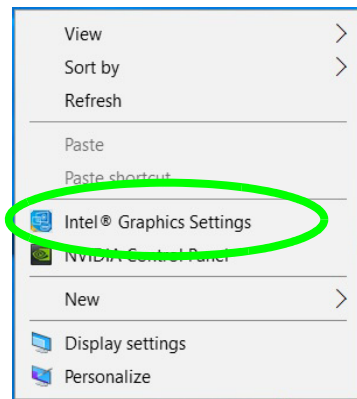 View
Sort by
Refresh
Paste
Paste shortcut
Intel® Graphics Settings
NVIDIA Control Panel
New
Display settings
Personalize